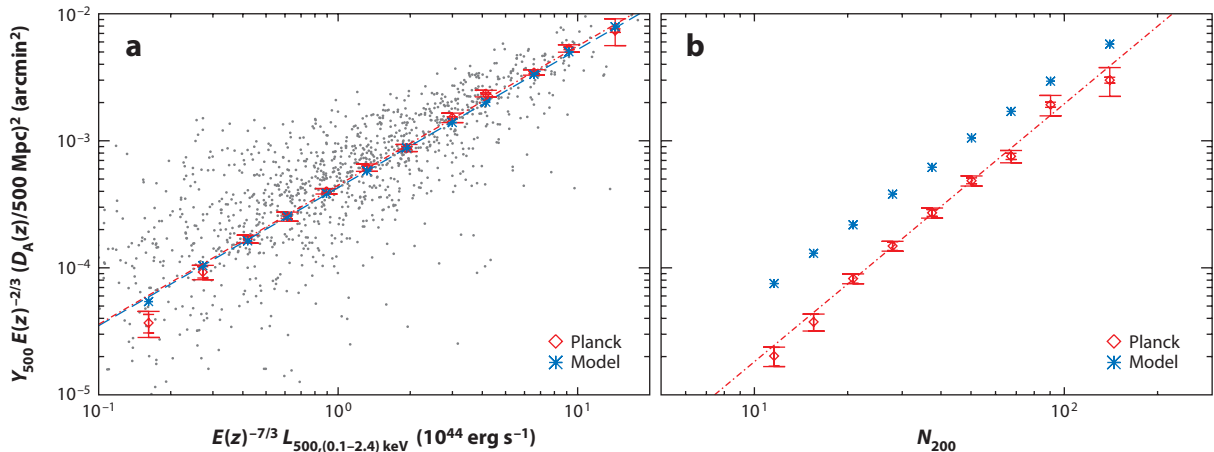 a
b
Y500 E(z)−2/3 (DA(z)/500 Mpc)2 (arcmin2)
10−2
10−3
10−4
10−5
Planck
Model
Planck
Model
10−1
100
101
101
102
E(z)−7/3 L500,(0.1–2.4) keV (1044 erg s−1)
N200